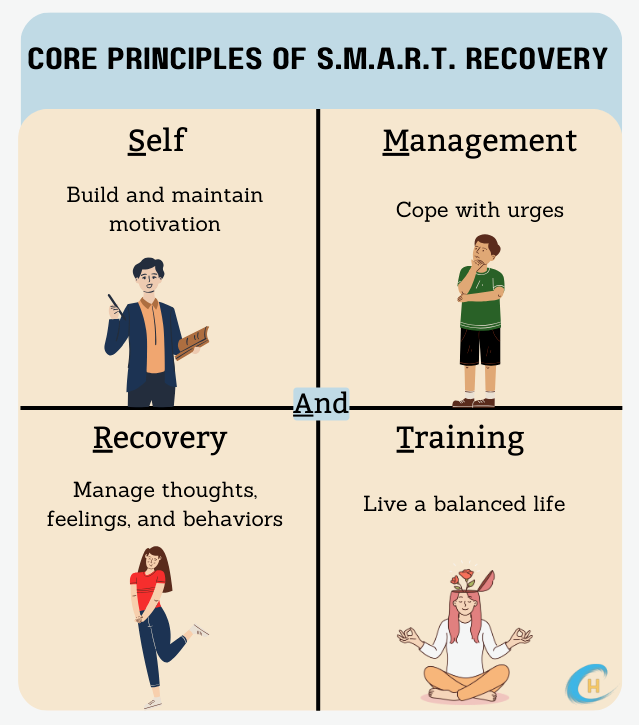 CORE PRINCIPLES OF S.M.A.R.T. RECOVERY
Self
Build and maintain
motivation
Management
Cope with urges
And
Recovery
Manage thoughts,
feelings, and behaviors
Training
Live a balanced life
CH